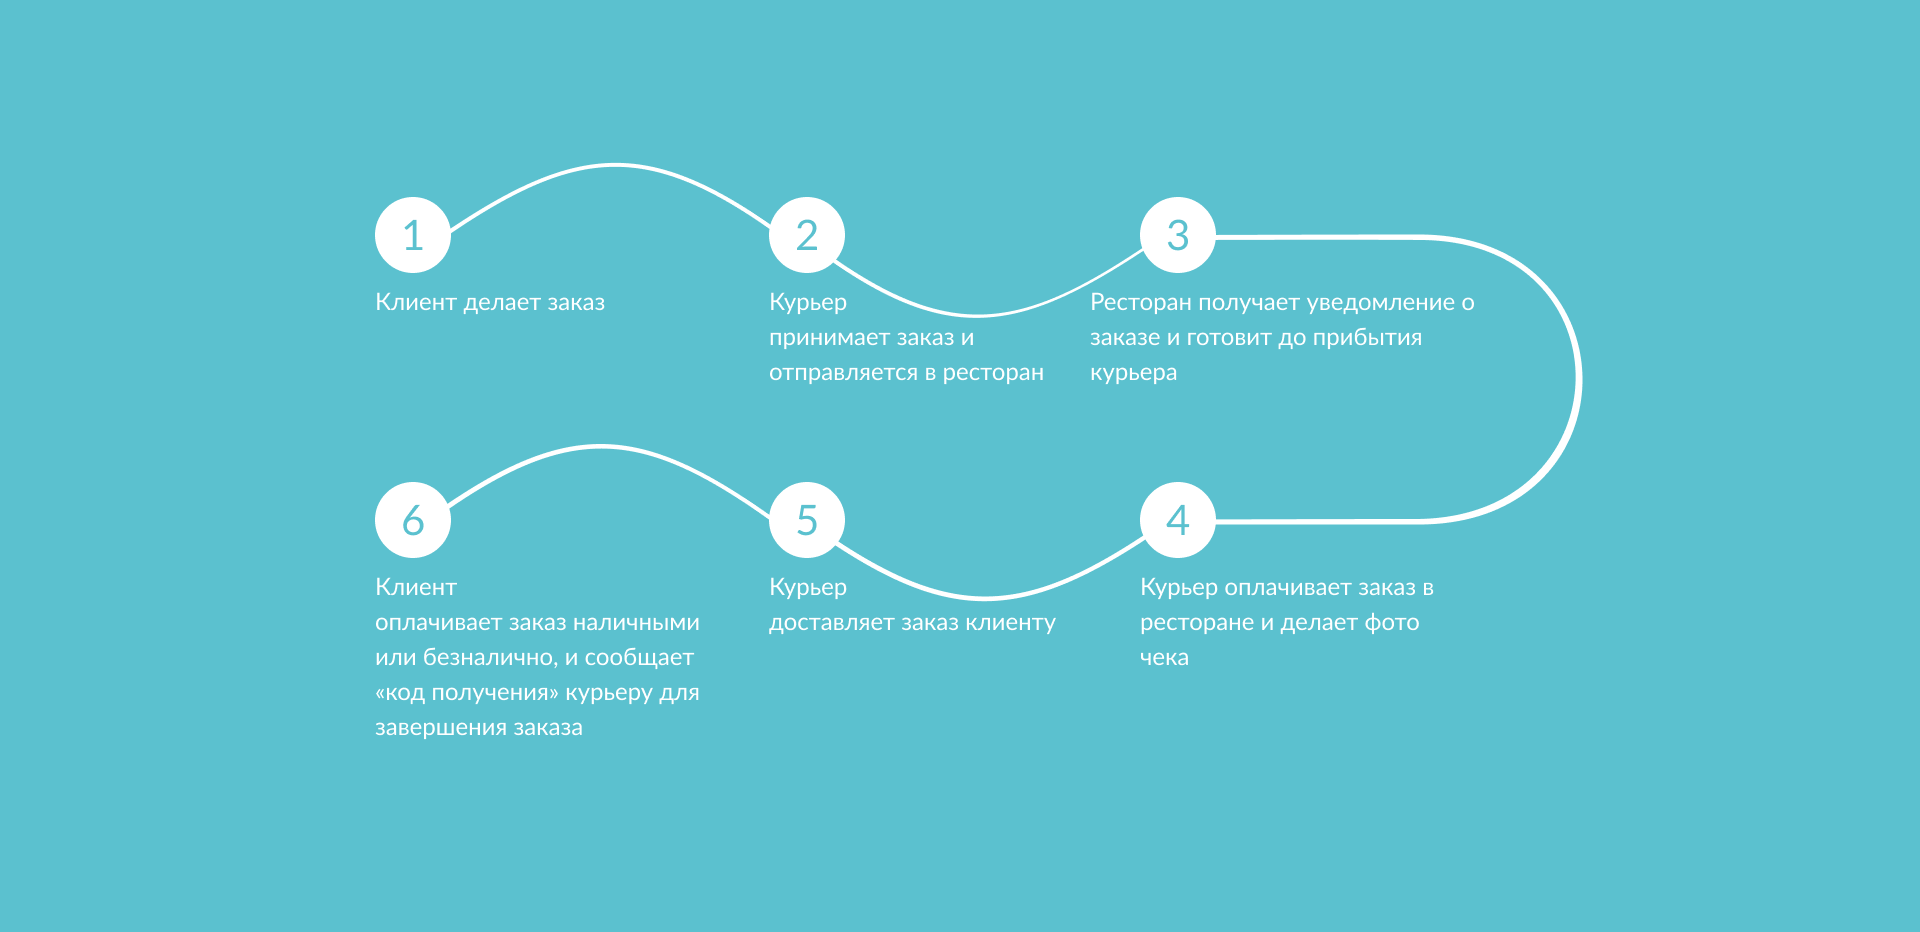 1
Клиент делает заказ
2
Курьер
принимает заказ и
отправляется в ресторан
3
Ресторан получает уведомление о
заказе и готовит до прибытия
курьера
4
Курьер оплачивает заказ в
ресторане и делает фото
чека
5
Курьер
доставляет заказ клиенту
6
Клиент
оплачивает заказ наличными
или безналично, и сообщает
«код получения» курьеру для
завершения заказа